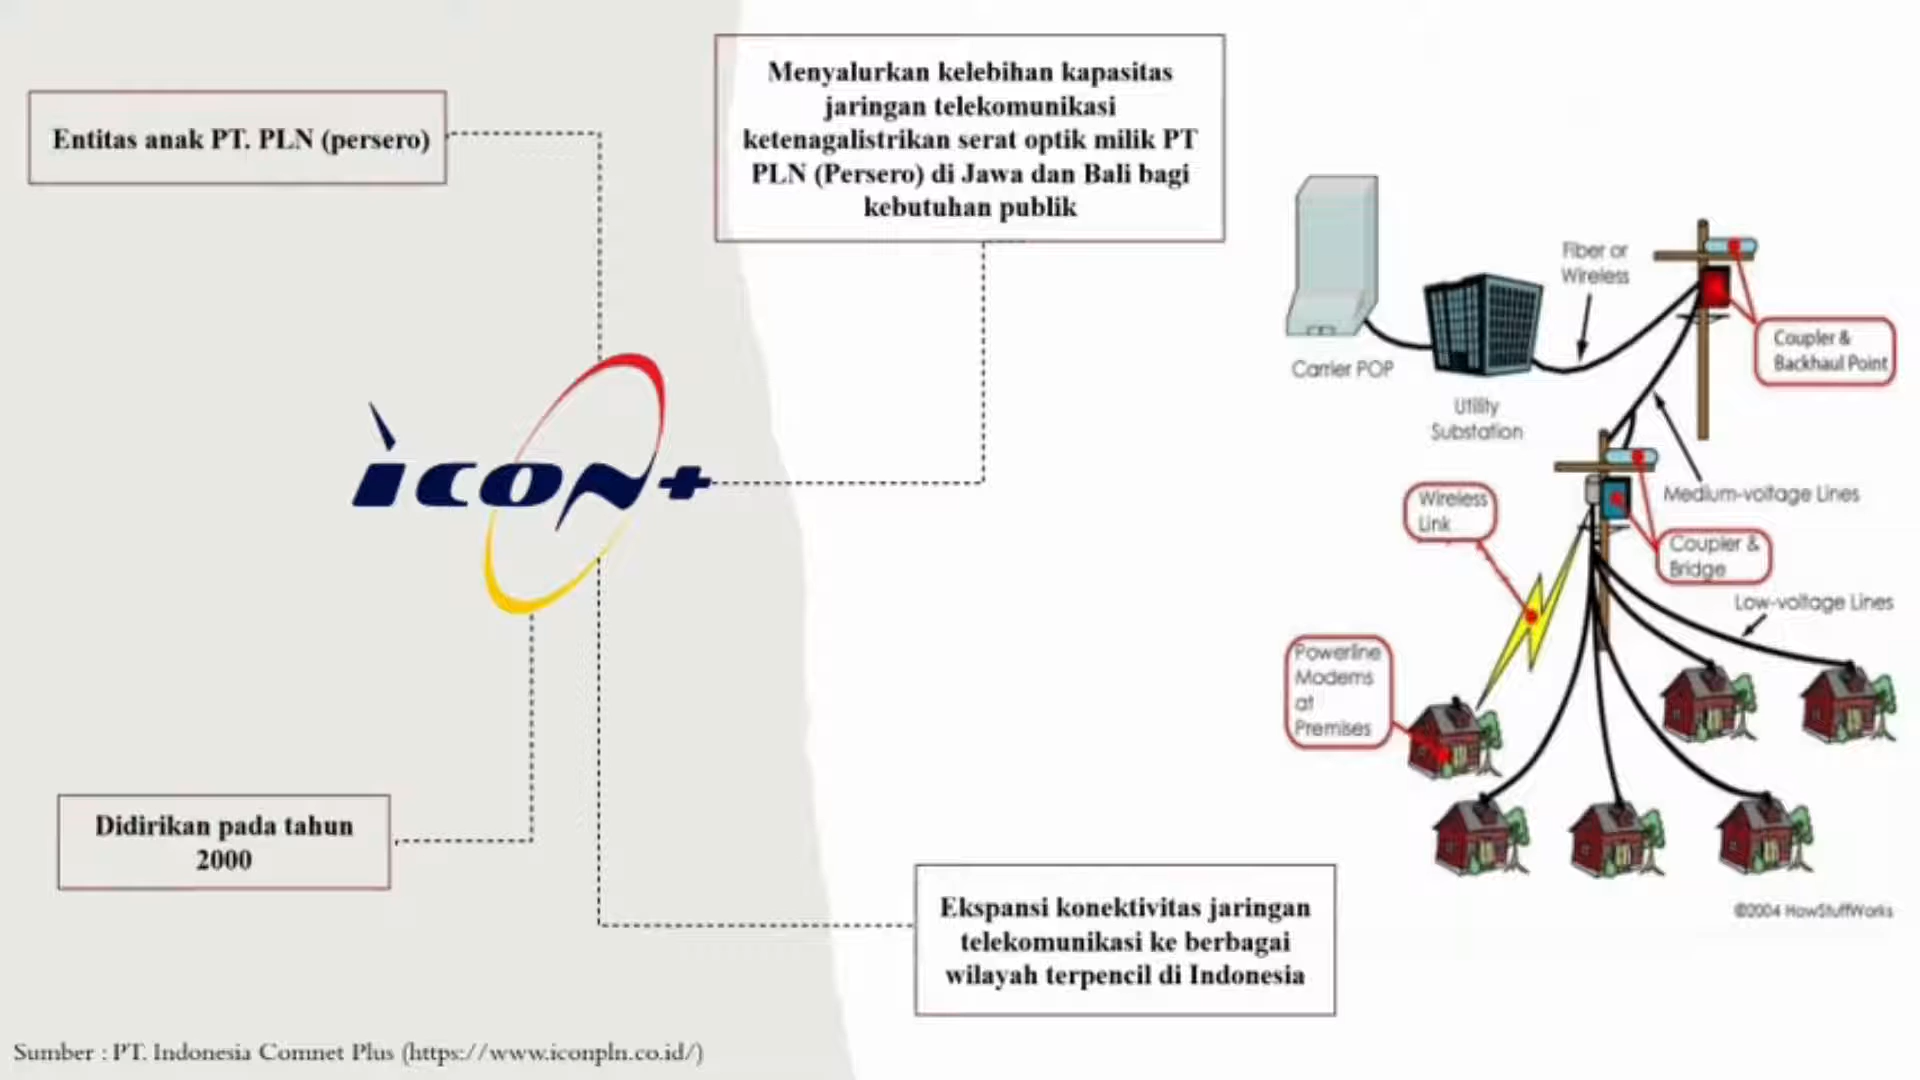 Entitas anak PT. PLN (persero)
Menyalurkan kelebihan kapasitas
jaringan telekomunikasi
ketenagalistrikan serat optik milik PT
PLN (Persero) di Jawa dan Bali bagi
kebutuhan publik
icon+
Didirikan pada tahun
2000
Ekspansi konektivitas jaringan
telekomunikasi ke berbagai
wilayah terpencil di Indonesia
Sumber : PT. Indonesia Comnet Plus (https://www.iconpln.co.id/)
Fiber or
Wireless
Carrier POP
Utility
Substation
Coupler &
Backhaul Point
Medium-voltage Lines
Wireless
Link
Coupler &
Bridge
Low-voltage Lines
Powerline
Modems
at
Premises
©2004 HowStuffWorks